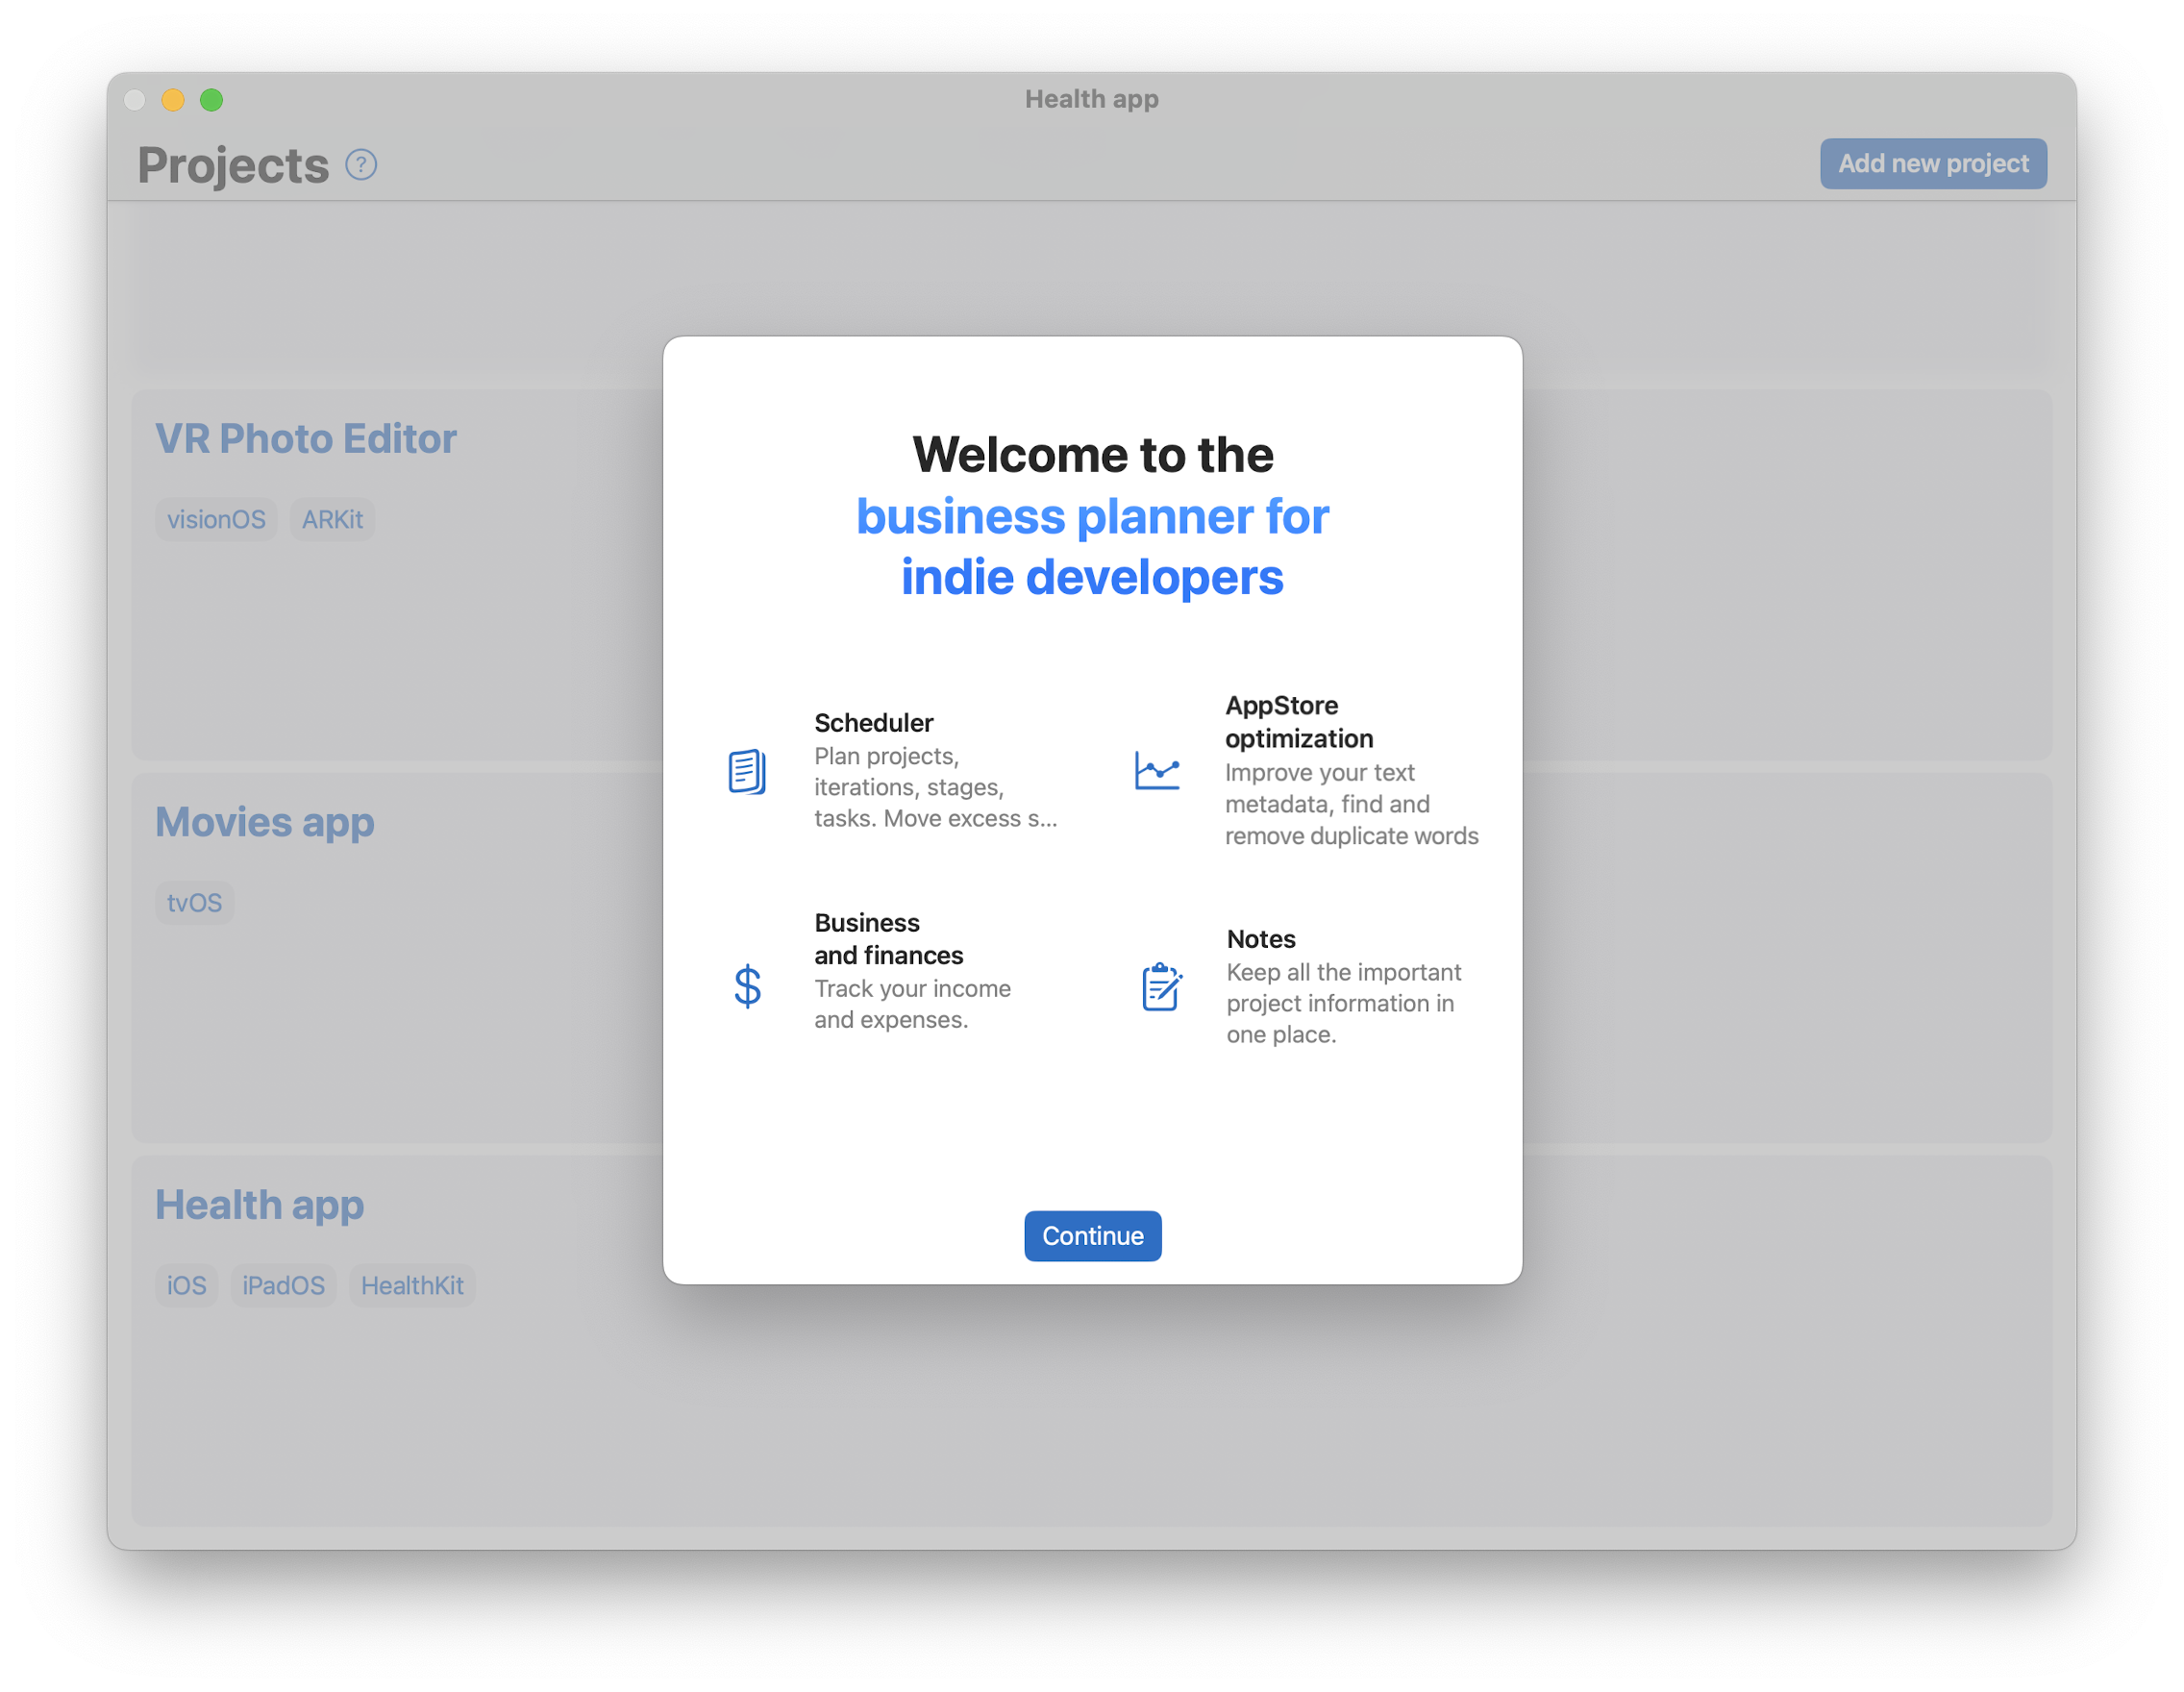 Health app
Projects ?
Add new project
VR Photo Editor
visionOS ARKit
Movies app
tvOS
Health app
iOS iPadOS HealthKit
Welcome to the
business planner for
indie developers
Scheduler
Plan projects,
iterations, stages,
tasks. Move excess s...
AppStore
optimization
Improve your text
metadata, find and
remove duplicate words
Business
and finances
Track your income
and expenses.
Notes
Keep all the important
project information in
one place.
Continue